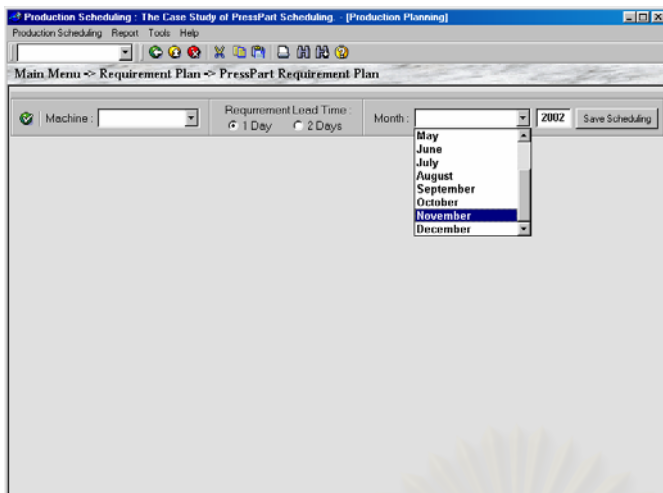 Production Scheduling : The Case Study of PressPart Scheduling. - [Production Planning]
Production Scheduling Report Tools Help
Main Menu -> Requirement Plan -> PressPart Requirement Plan
Machine :
Requrrement Lead Time :
1 Day 2 Days
Month :
2002
Save Scheduling
May
June
July
August
September
October
November
December